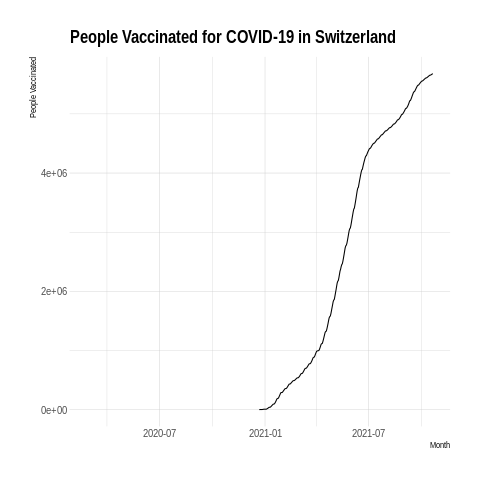 People Vaccinated for COVID-19 in Switzerland
People Vaccinated
4e+06
2e+06
0e+00
2020-07 2021-01 2021-07
Month